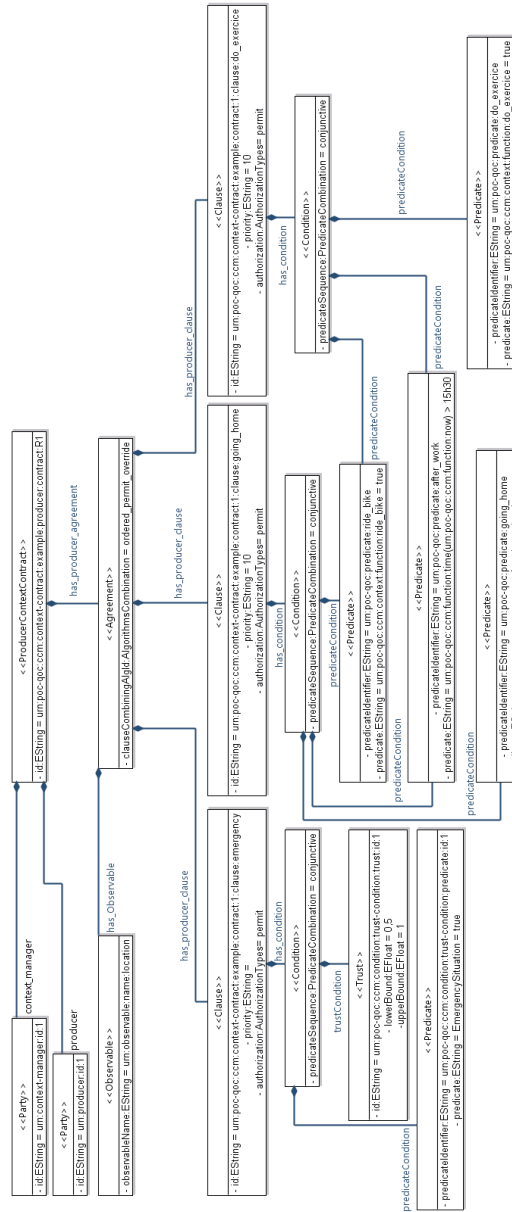 <<ProducerContextContract>>
- id:EString = urn:poc-qoc:ccm:context-contract:example:producer:contract:R1
<<Party>>
- id:EString = urn:context-manager:id:1
context_manager
<<Party>>
- id:EString = urn:producer:id:1
producer
has_producer_agreement
<<Agreement>>
- clauseCombiningAlgId:AlgorithmsCombination = ordered_permit_override
has_Observable
<<Observable>>
- observableName:EString = urn:observable:name:location
has_producer_clause
has_producer_clause
has_producer_clause
<<Clause>>
- id:EString = urn:poc-qoc:ccm:context-contract:example:contract:1:clause:emergency
- priority:EString =
- authorization:AuthorizationTypes= permit
<<Clause>>
- id:EString = urn:poc-qoc:ccm:context-contract:example:contract:1:clause:going_home
- priority:EString = 10
- authorization:AuthorizationTypes= permit
<<Clause>>
- id:EString = urn:poc-qoc:ccm:context-contract:example:contract:1:clause:do_exercice
- priority:EString = 10
- authorization:AuthorizationTypes= permit
has_condition
has_condition
has_condition
<<Condition>>
- predicateSequence:PredicateCombination = conjunctive
<<Condition>>
- predicateSequence:PredicateCombination = conjunctive
<<Condition>>
- predicateSequence:PredicateCombination = conjunctive
trustCondition
predicateCondition
predicateCondition
predicateCondition
<<Trust>>
- id:EString = urn:poc-qoc:ccm:condition:trust-condition:trust:id:1
- lowerBound:EFloat = 0,5
-upperBound:EFloat = 1
<<Predicate>>
- predicateIdentifier:EString = urn:poc-qoc:predicate:ride_bike
- predicate:EString = urn:poc-qoc:ccm:context:function:ride_bike = true
predicateCondition
predicateCondition
<<Predicate>>
- predicateIdentifier:EString = urn:poc-qoc:ccm:condition:trust-condition:predicate:id:1
- predicate:EString = EmergencySituation = true
predicateCondition
<<Predicate>>
- predicateIdentifier:EString = urn:poc-qoc:predicate:after_work
- predicate:EString = urn:poc-qoc:ccm:function:time(urn:poc-qoc:ccm:function:now) > 15h30
predicateCondition
<<Predicate>>
- predicateIdentifier:EString = urn:poc-qoc:predicate:do_exercice
- predicate:EString = urn:poc-qoc:ccm:context:function:do_exercice = true
<<Predicate>>
- predicateIdentifier:EString = urn:poc-qoc:predicate:going_home